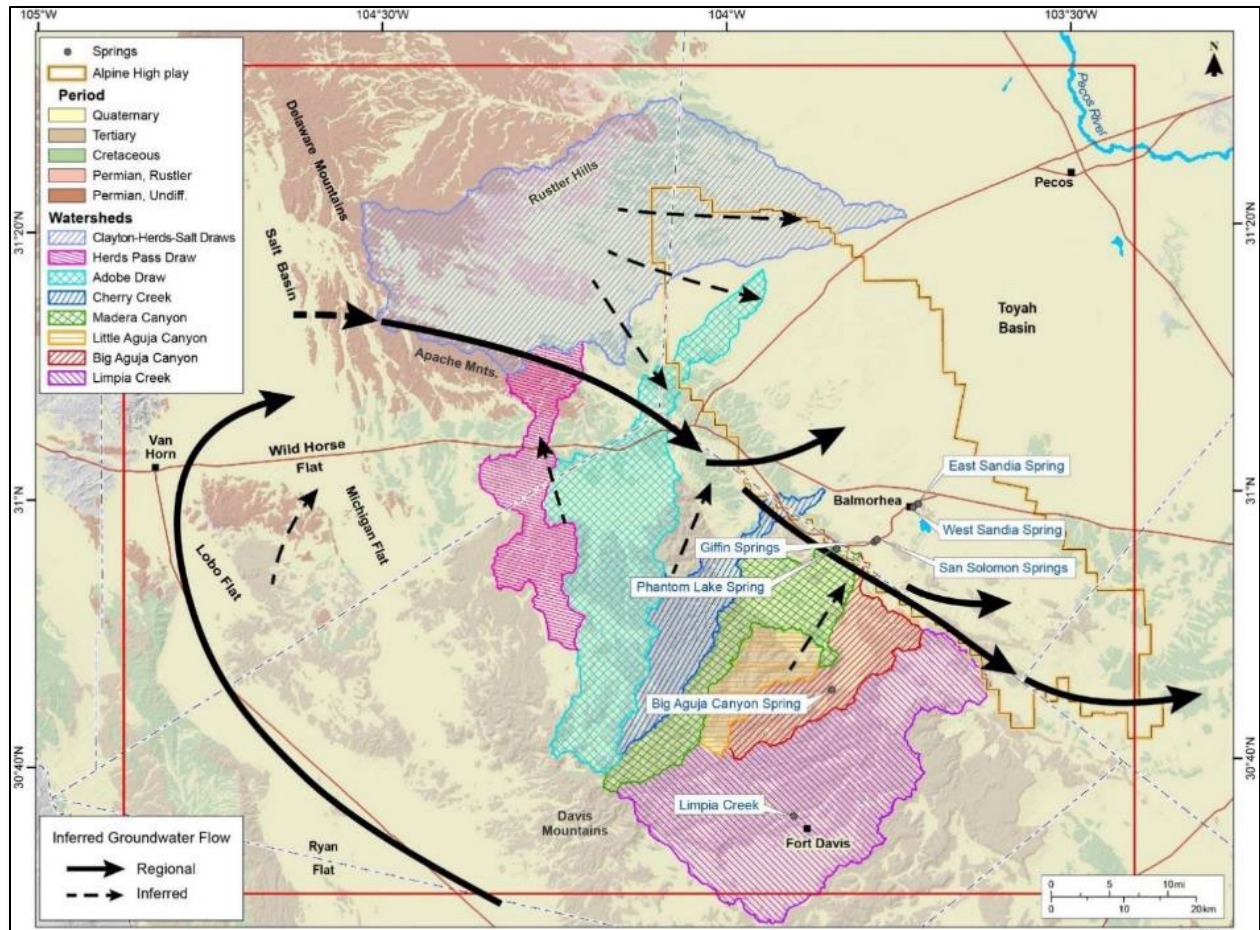 105°W
104°30'W
104°W
103°30'W
Springs
Alpine High play
Period
Quaternary
Tertiary
Cretaceous
Permian, Rustler
Permian, Undiff.
Watersheds
Clayton-Herds-Salt Draws
Herds Pass Draw
Adobe Draw
Cherry Creek
Madera Canyon
Little Aguja Canyon
Big Aguja Canyon
Limpia Creek
N
Pecos River
Delaware Mountains
Pecos
Rustler Hills
31°20'N
31°20'N
Salt Basin
Toyah
Basin
Apache Mnts.
Van
Horn
Wild Horse
Flat
Michigan Flat
East Sandia Spring
31°N
31°N
Balmorhea
West Sandia Spring
Giffin Springs
San Solomon Springs
Lobo Flat
Phantom Lake Spring
Big Aguja Canyon Spring
30°40'N
30°40'N
Limpia Creek
Davis
Mountains
Fort Davis
Inferred Groundwater Flow
Regional
Inferred
Ryan
Flat
0 5 10mi
0 10 20km